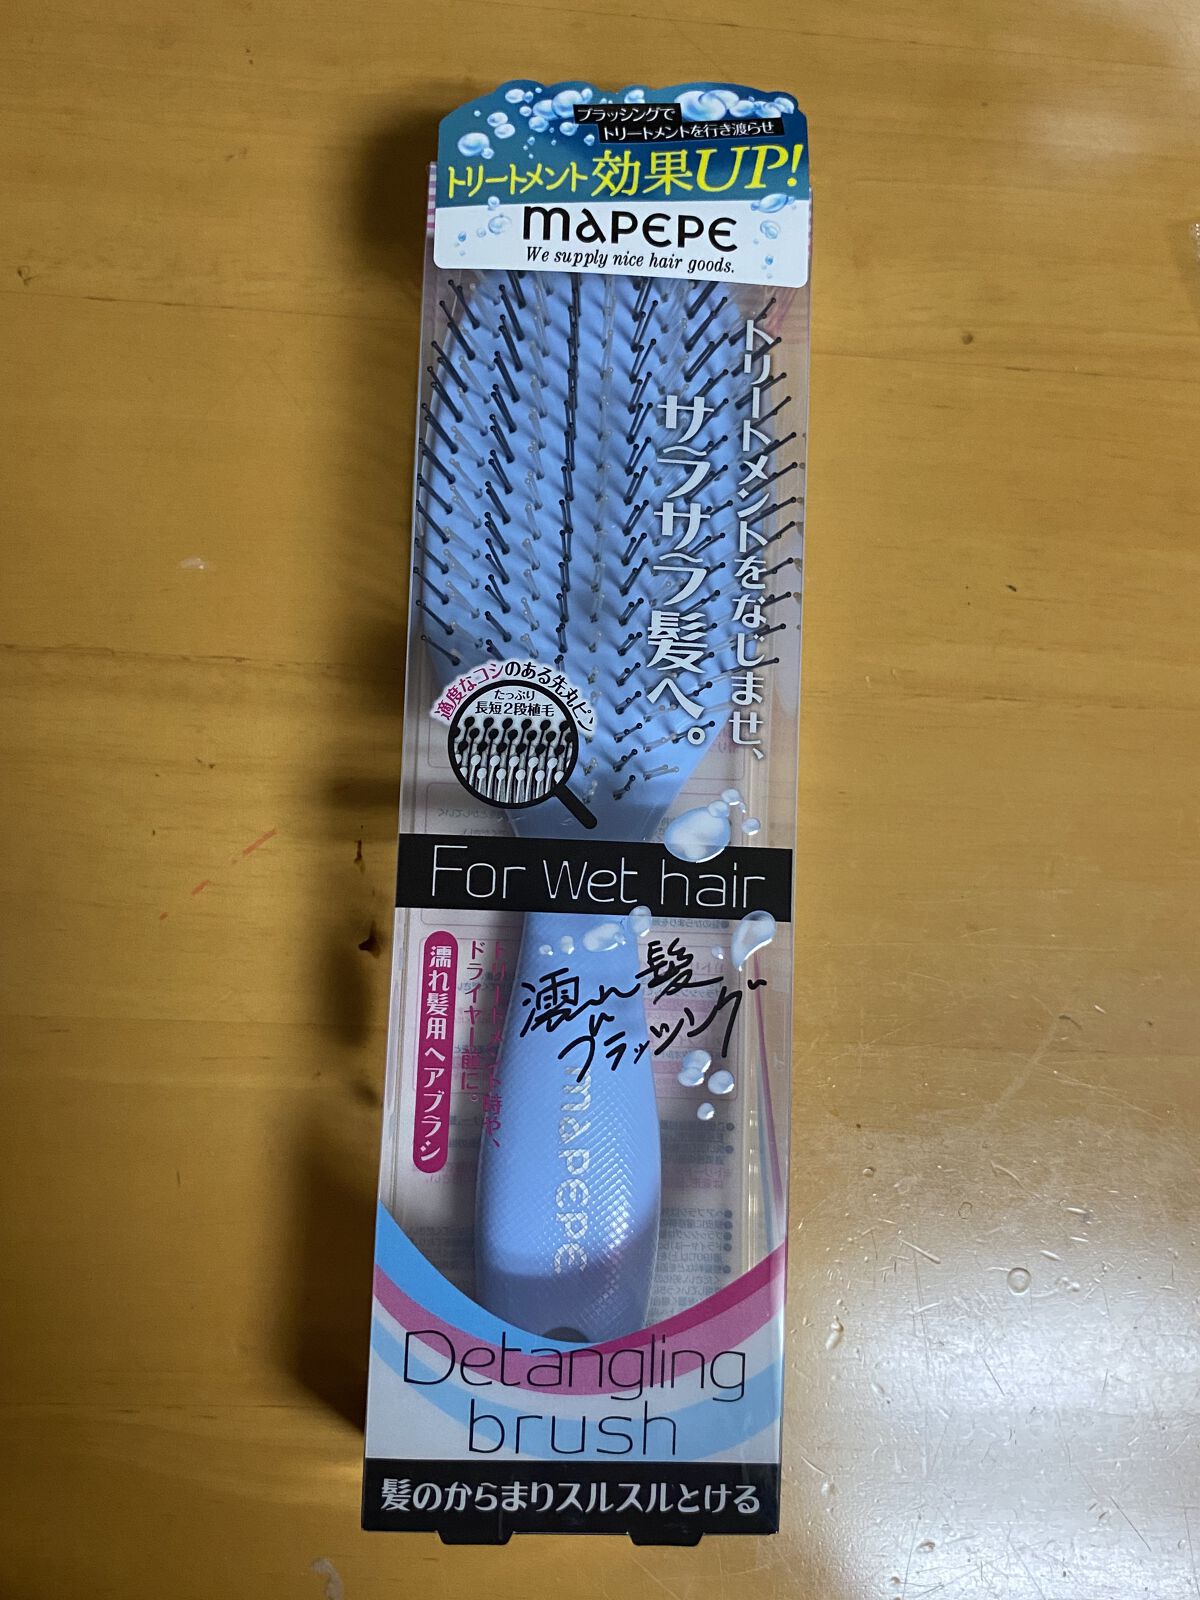 ブラッシングで
トリートメントを行き渡らせ
トリートメント効果UP!
mapepe
We supply nice hair goods.
トリートメントをなじませ、
サラサラ髪へ。
適度なコシのある先丸ピン
たっぷり
長短2段植毛
For wet hair
濡れ髪
ブラッシング
トリートメント時や、
ドライヤー前に。
濡れ髪用ヘアブラシ
mapepe
Detangling
brush
髪のからまりスルスルとける